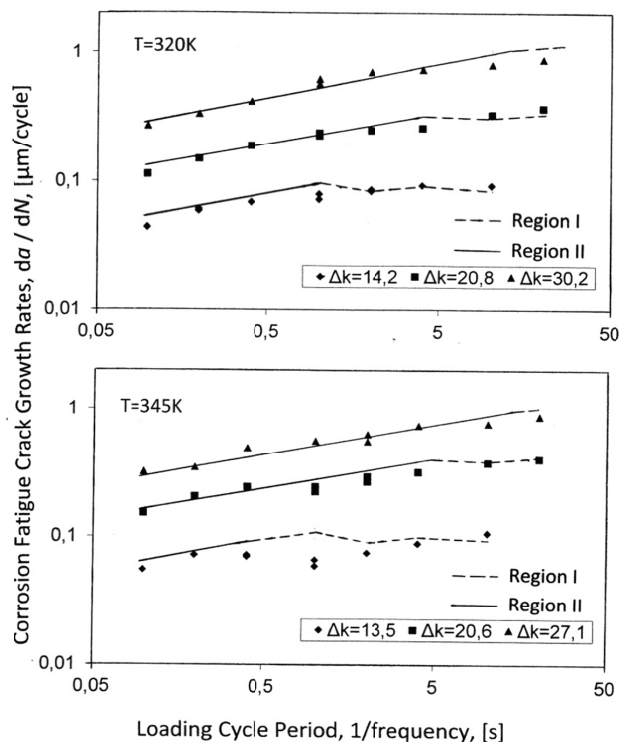 Corrosion Fatigue Crack Growth Rates, da / dN, [µm/cycle]
1
T=320K
0,1
Region I
Region II
Δk=14,2 Δk=20,8 Δk=30,2
0,01
0,05 0,5 5 50
1
T=345K
0,1
Region I
Region II
Δk=13,5 Δk=20,6 Δk=27,1
0,01
0,05 0,5 5 50
Loading Cycle Period, 1/frequency, [s]